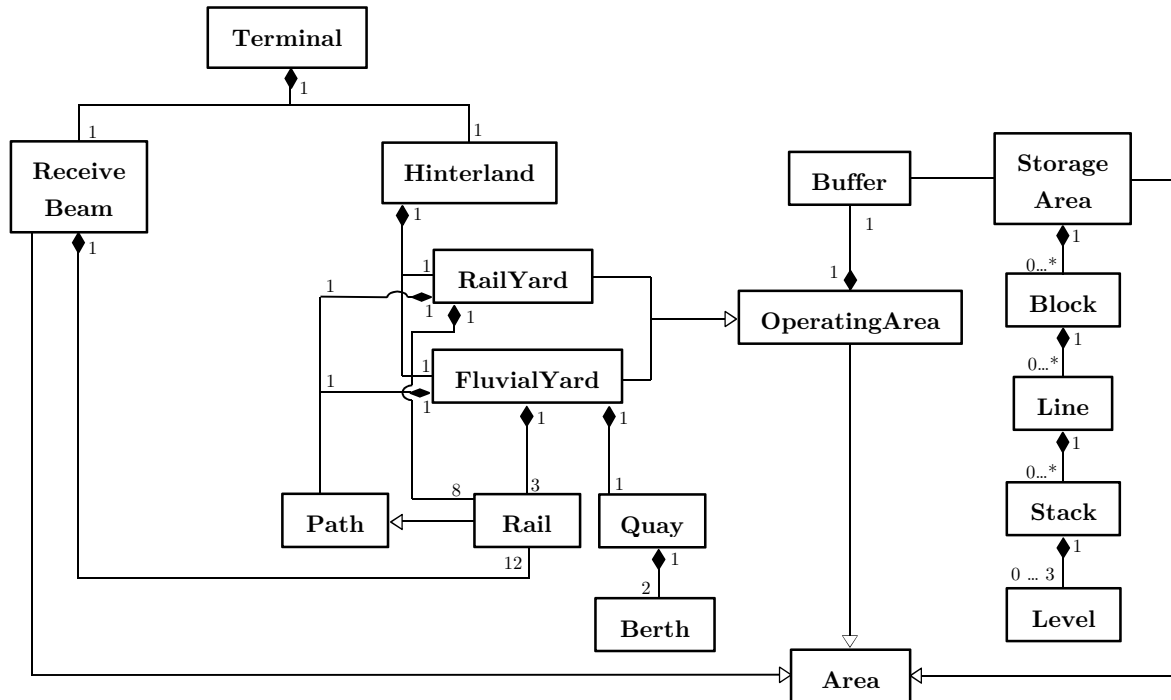 Terminal
1
1
1
Receive
Beam
1
Hinterland
1
Buffer
1
Storage
Area
1
0...*
1
RailYard
1
1
1
1
OperatingArea
Block
1
0...*
1
FluvialYard
1
1
1
1
Line
1
0...*
8
3
1
Path
Rail
Quay
Stack
12
1
1
2
0 ... 3
Berth
Level
Area